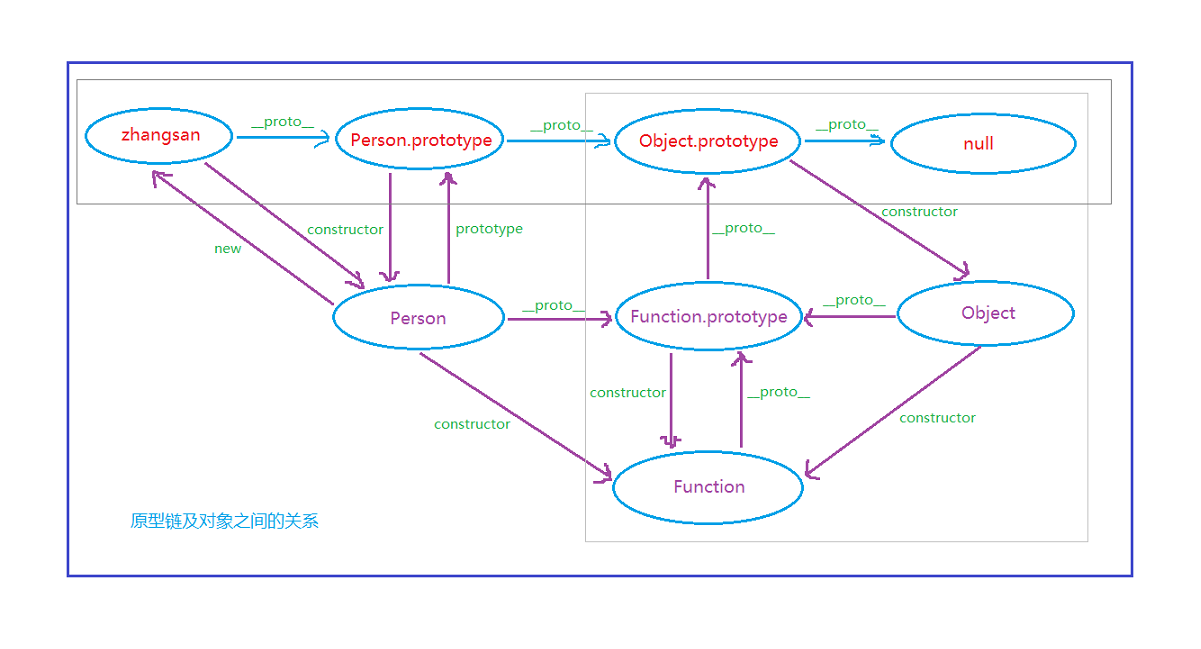 __proto__
__proto__
__proto__
zhangsan
Person.prototype
Object.prototype
null
constructor
new
constructor
prototype
__proto__
__proto__
__proto__
Person
Function.prototype
Object
constructor
__proto__
constructor
constructor
Function
原型链及对象之间的关系